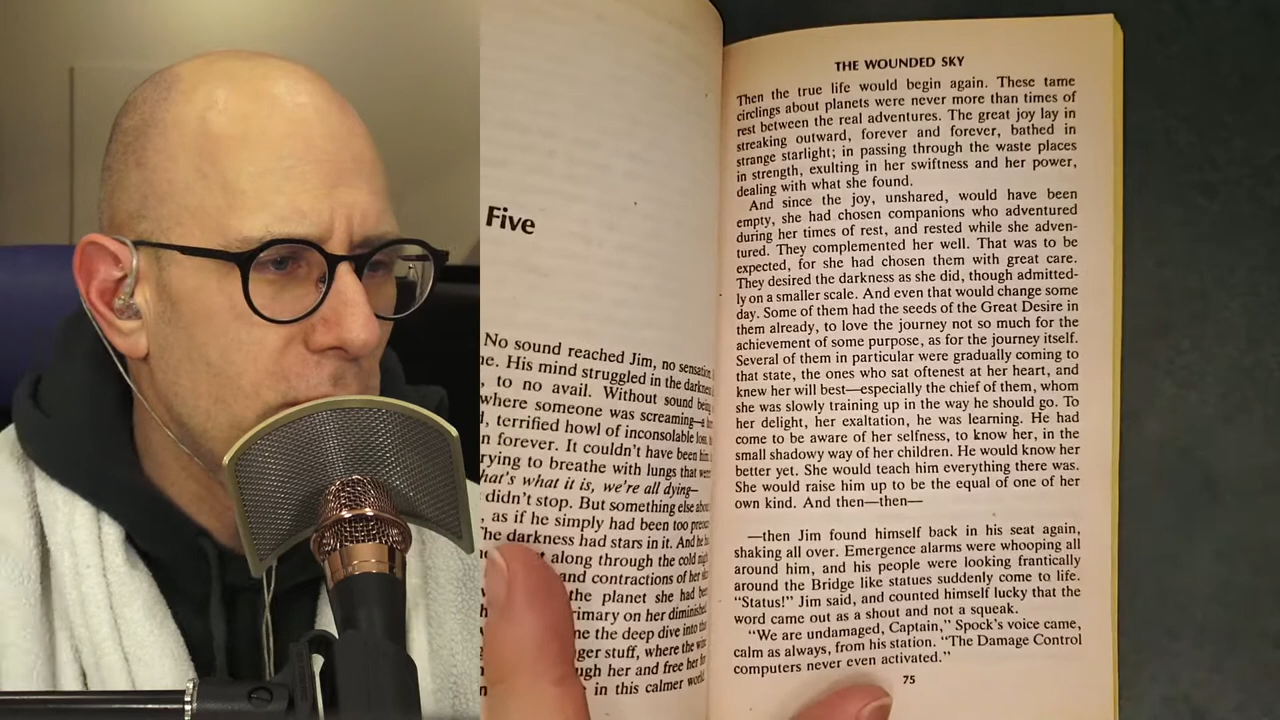 Five
No sound reached Jim, no sensation
e. His mind struggled in the darkness
, to no avail. Without sound being
where someone was screaming—a
, terrified howl of inconsolable loss,
n forever. It couldn't have been him
rying to breathe with lungs that were
hat's what it is, we're all dying—
didn't stop. But something else about
, as if he simply had been too
The darkness had stars in it. And he
along through the cold
and contractions of her
the planet she had been
rimary on her diminished
me the deep dive into
ger stuff, where the
ugh her and free her
in this calmer world
THE WOUNDED SKY
Then the true life would begin again. These tame
circlings about planets were never more than times of
rest between the real adventures. The great joy lay in
streaking outward, forever and forever, bathed in
strange starlight; in passing through the waste places
in strength, exulting in her swiftness and her power,
dealing with what she found.
And since the joy, unshared, would have been
empty, she had chosen companions who adventured
during her times of rest, and rested while she adven-
tured. They complemented her well. That was to be
expected, for she had chosen them with great care.
They desired the darkness as she did, though admitted-
ly on a smaller scale. And even that would change some
day. Some of them had the seeds of the Great Desire in
them already, to love the journey not so much for the
achievement of some purpose, as for the journey itself.
Several of them in particular were gradually coming to
that state, the ones who sat oftenest at her heart, and
knew her will best—especially the chief of them, whom
she was slowly training up in the way he should go. To
her delight, her exaltation, he was learning. He had
come to be aware of her selfness, to know her, in the
small shadowy way of her children. He would know her
better yet. She would teach him everything there was.
She would raise him up to be the equal of one of her
own kind. And then—then—
—then Jim found himself back in his seat again,
shaking all over. Emergence alarms were whooping all
around him, and his people were looking frantically
around the Bridge like statues suddenly come to life.
"Status!" Jim said, and counted himself lucky that the
word came out as a shout and not a squeak.
"We are undamaged, Captain," Spock's voice came,
calm as always, from his station. "The Damage Control
computers never even activated."
75